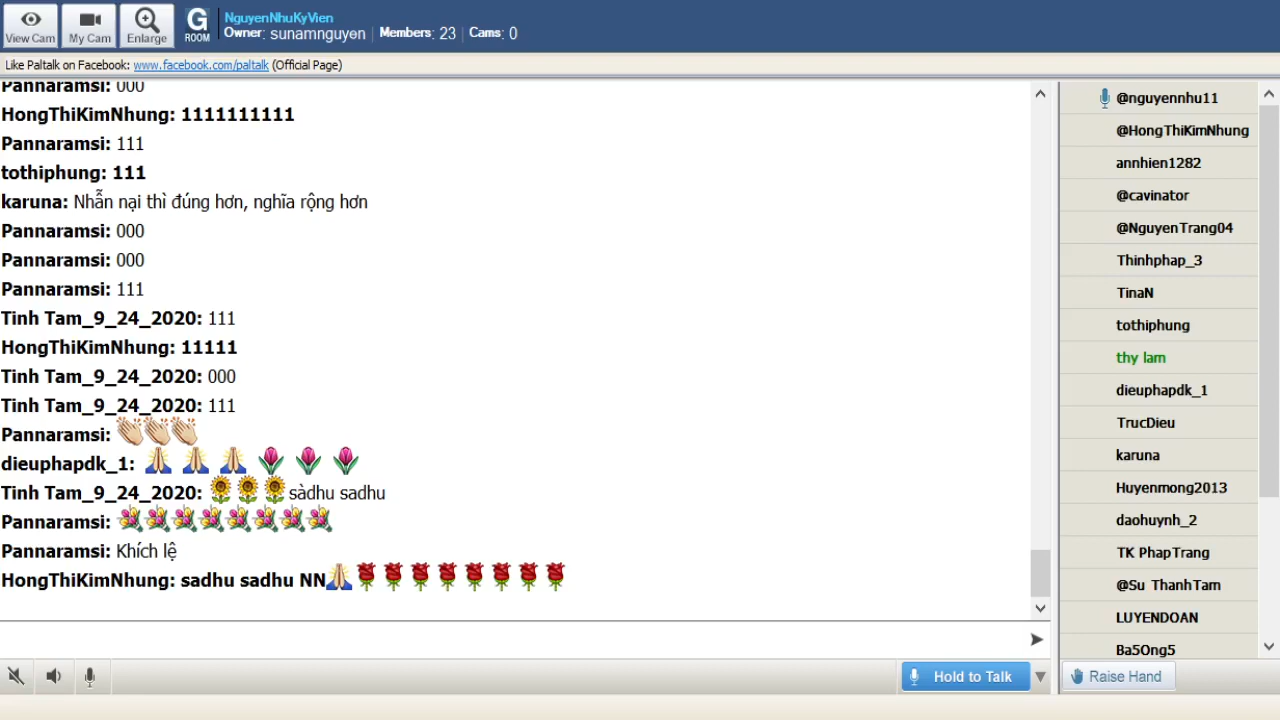 View Cam
My Cam
Enlarge
G
ROOM
NguyenNhuKyVien
Owner: sunamnguyen | Members: 23 | Cams: 0
Like Paltalk on Facebook: www.facebook.com/paltalk (Official Page)
Pannaramsi: 000
HongThiKimNhung: 1111111111
Pannaramsi: 111
tothiphung: 111
karuna: Nhẫn nại thì đúng hơn, nghĩa rộng hơn
Pannaramsi: 000
Pannaramsi: 000
Pannaramsi: 111
Tinh Tam_9_24_2020: 111
HongThiKimNhung: 11111
Tinh Tam_9_24_2020: 000
Tinh Tam_9_24_2020: 111
Pannaramsi: 👏👏👏
dieuphapdk_1: 🙏 🙏 🙏 🌷 🌷 🌷
Tinh Tam_9_24_2020: 🌻🌻🌻sàdhu sadhu
Pannaramsi: 💐💐💐💐💐💐💐💐
Pannaramsi: Khích lệ
HongThiKimNhung: sadhu sadhu NN🙏🌹🌹🌹🌹🌹🌹🌹🌹
@nguyennhu11
@HongThiKimNhung
annhien1282
@cavinator
@NguyenTrang04
Thinhphap_3
TinaN
tothiphung
thy lam
dieuphapdk_1
TrucDieu
karuna
Huyenmong2013
daohuynh_2
TK PhapTrang
@Su ThanhTam
LUYENDOAN
Ba5Ong5
Hold to Talk
Raise Hand